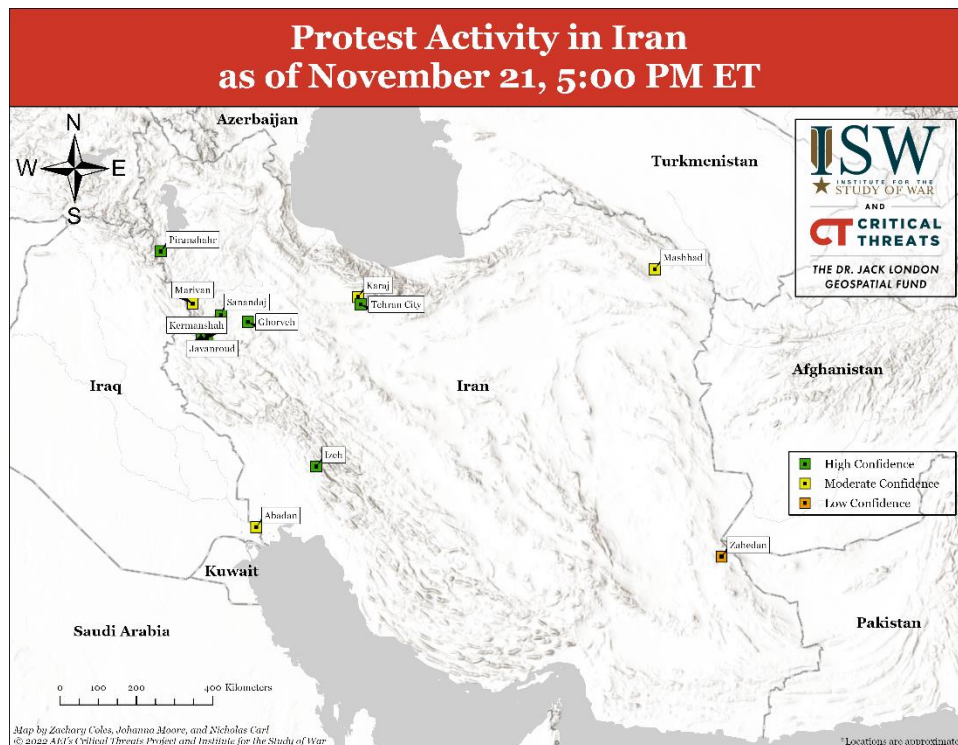 Protest Activity in Iran
as of November 21, 5:00 PM ET
Azerbaijan
N
W
E
S
Turkmenistan
ISW
INSTITUTE FOR THE
STUDY OF WAR
AND
CT CRITICAL
THREATS
THE DR. JACK LONDON
GEOSPATIAL FUND
Piranshahr
Mashhad
Marivan
Karaj
Sanandaj
Tehran City
Kermanshah
Ghorveh
Javanroud
Afghanistan
Iraq
Iran
Izeh
High Confidence
Moderate Confidence
Low Confidence
Abadan
Zahedan
Kuwait
Saudi Arabia
Pakistan
0 100 200 400 Kilometers
Map by Zachary Coles, Johanna Moore, and Nicholas Carl
© 2022 AEI's Critical Threats Project and Institute for the Study of War
*Locations are approximate